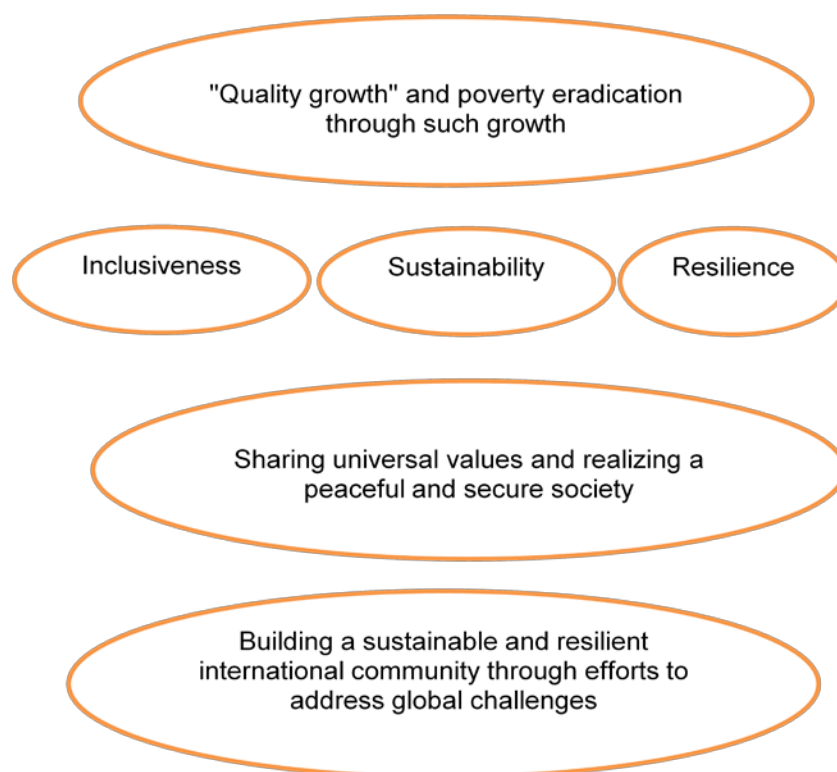 "Quality growth" and poverty eradication
through such growth
Inclusiveness
Sustainability
Resilience
Sharing universal values and realizing a
peaceful and secure society
Building a sustainable and resilient
international community through efforts to
address global challenges